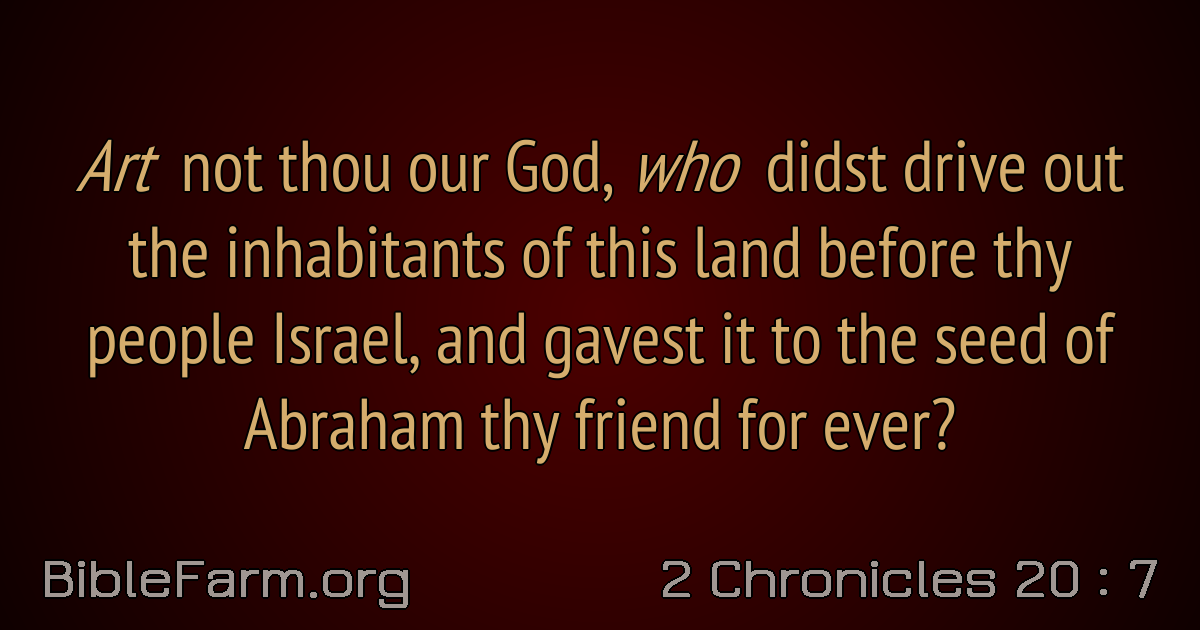 Art not thou our God, who didst drive out
the inhabitants of this land before thy
people Israel, and gavest it to the seed of
Abraham thy friend for ever?
BibleFarm.org
2 Chronicles 20 : 7